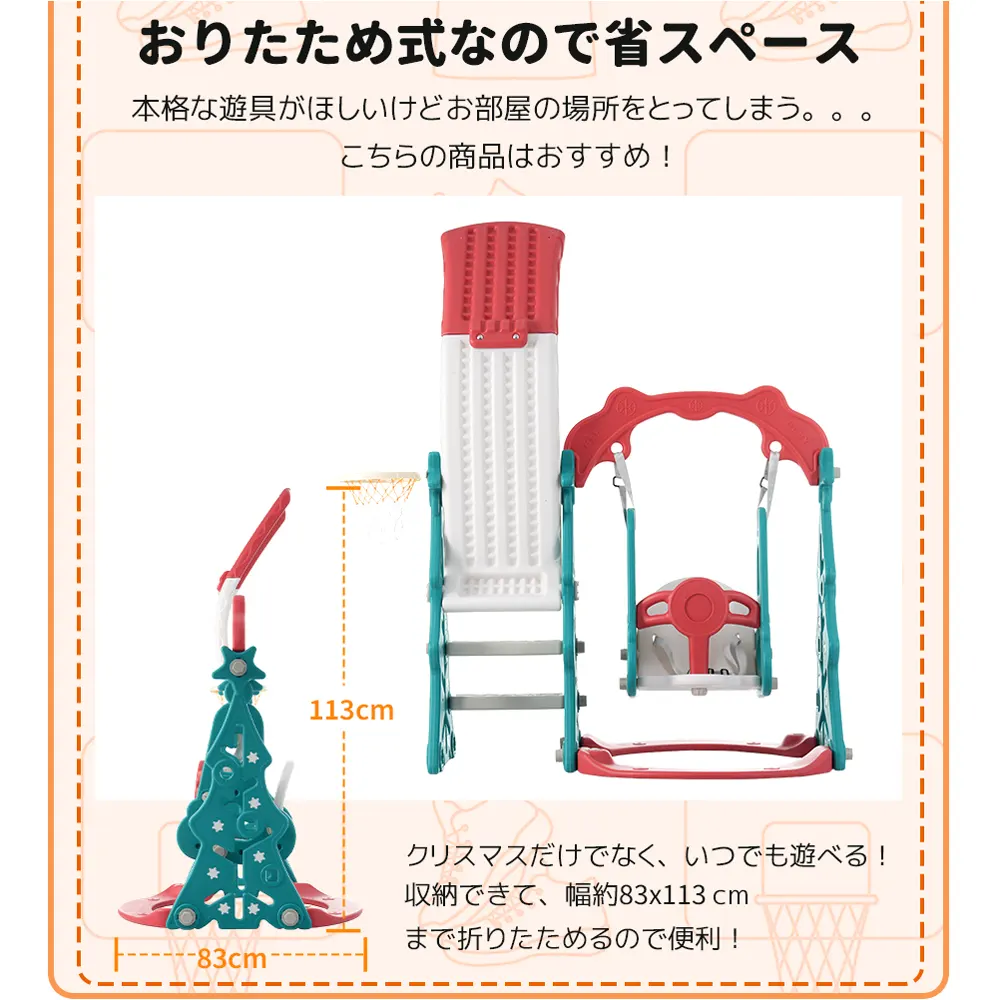 おりたため式なので省スペース
本格な遊具がほしいけどお部屋の場所をとってしまう。。。
こちらの商品はおすすめ！
113cm
クリスマスだけでなく、いつでも遊べる！
収納できて、幅約83x113 cm
まで折りたためるので便利！
83cm